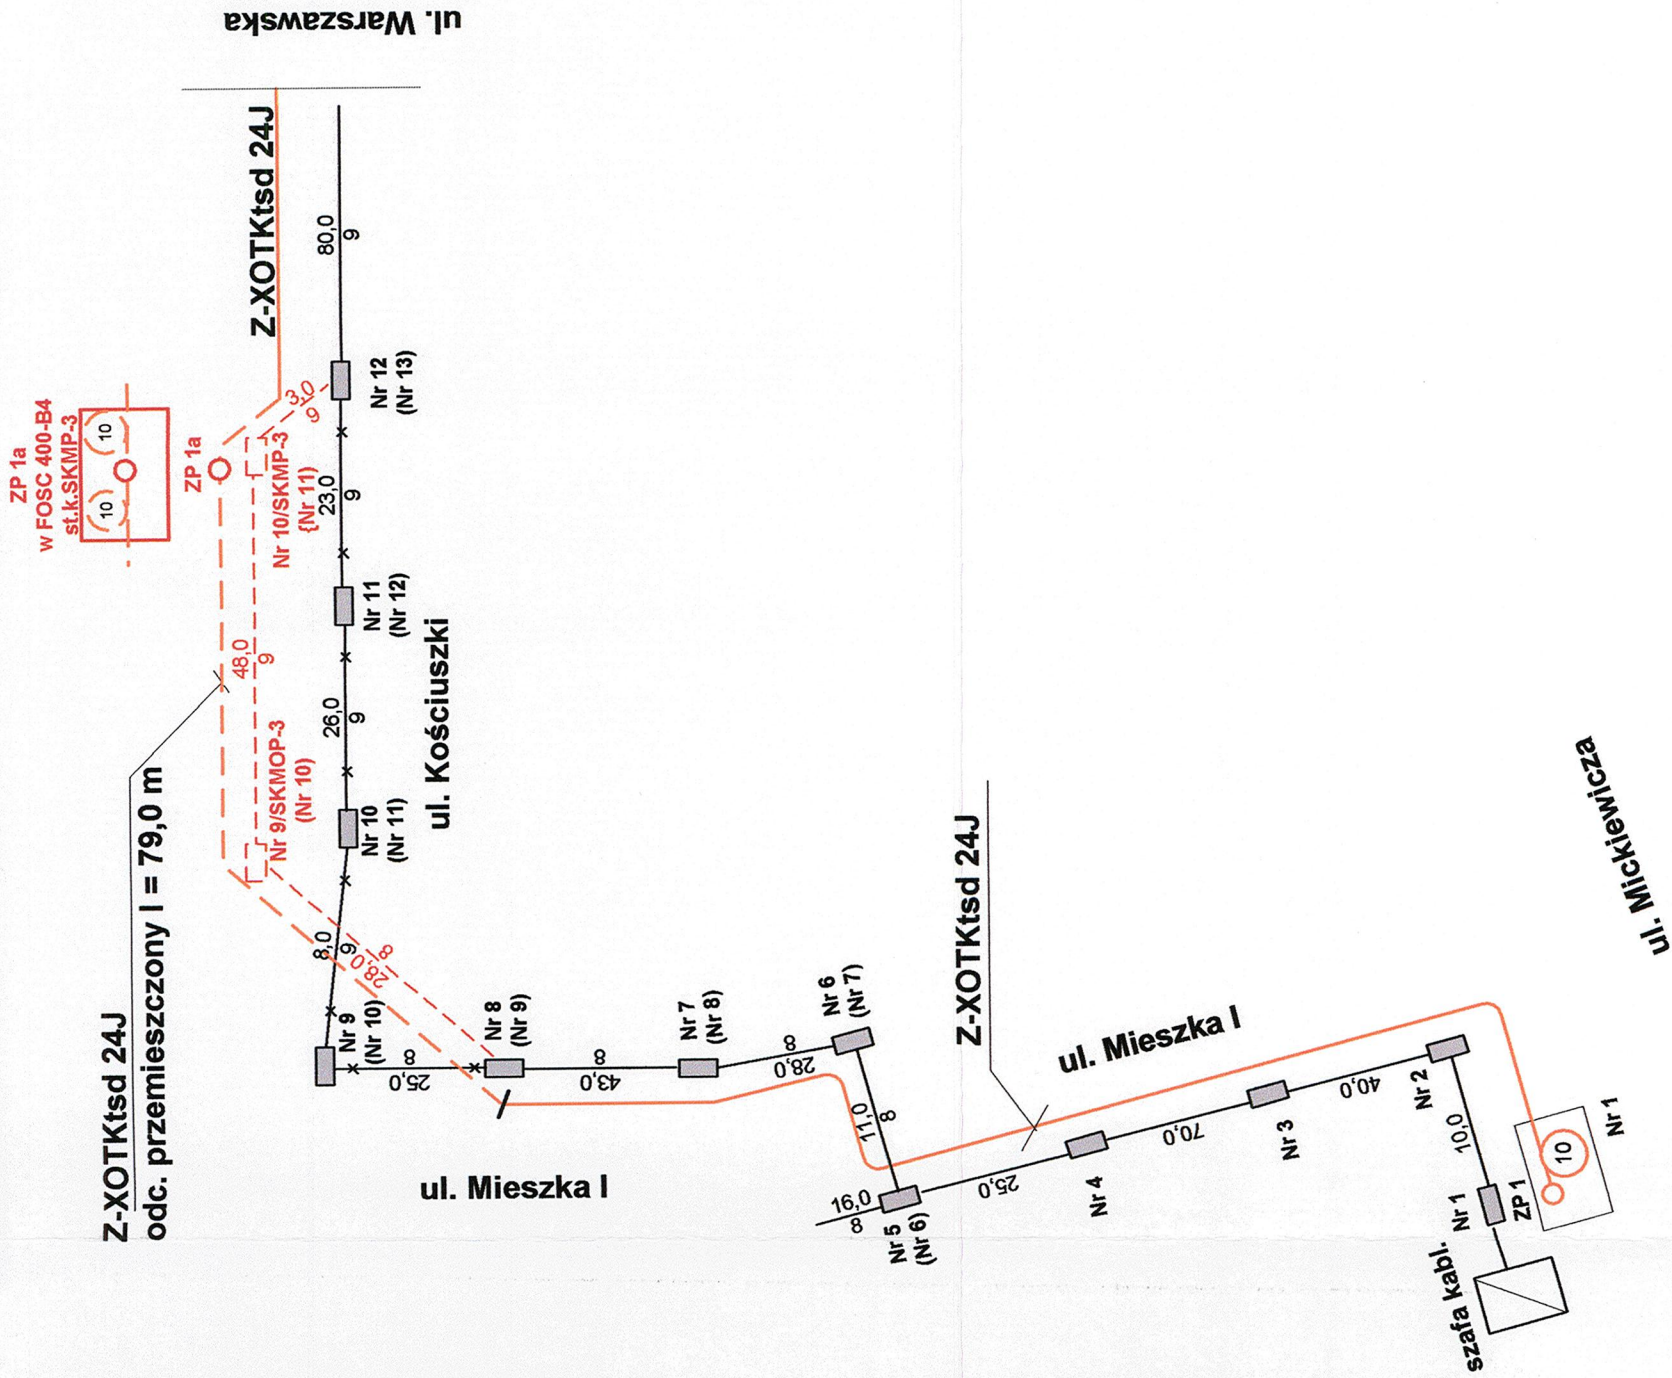 ul. Warszawska
Z-XOTKtsd 24J
80,0
9
ZP 1a
w FOSC 400-B4
st.k.SKMP-3
10
10
ZP 1a
3,0
9
Nr 12
(Nr 13)
Nr 10/SKMP-3
{Nr 11)
23,0
9
Nr 11
(Nr 12)
48,0
9
26,0
9
ul. Kościuszki
Nr 9/SKMOP-3
(Nr 10)
Nr 10
(Nr 11)
Z-XOTKtsd 24J
odc. przemieszczony l = 79,0 m
8,0
9
28,0
8
Nr 9
(Nr 10)
25,0
8
Nr 8
(Nr 9)
43,0
8
Nr 7
(Nr 8)
28,0
8
Nr 6
(Nr 7)
11,0
8
ul. Mieszka I
16,0
8
Nr 5
(Nr 6)
25,0
Z-XOTKtsd 24J
ul. Mieszka I
Nr 4
70,0
Nr 3
40,0
Nr 2
10,0
Nr 1
ZP 1
10
Nr 1
szafa kabl.
ul. Mickiewicza